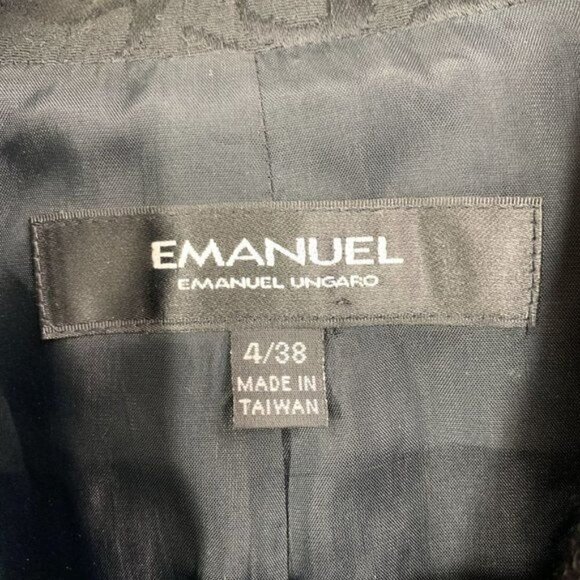 EMANUEL
EMANUEL UNGARO
4/38
MADE IN
TAIWAN